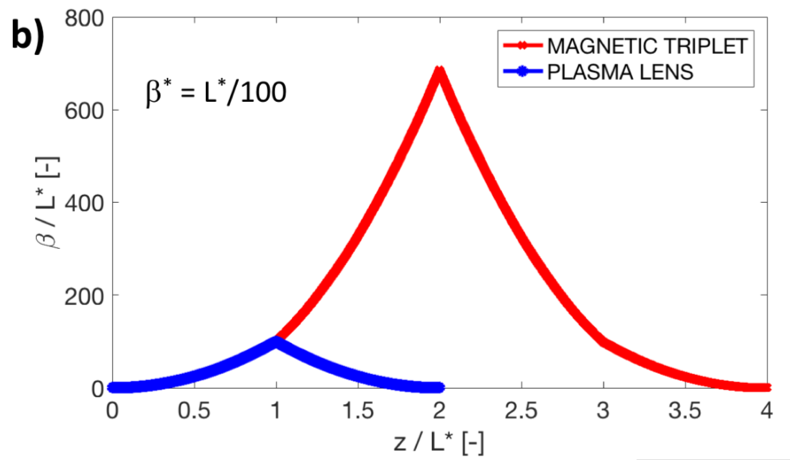 b)
800
600
400
200
0
β / L* [-]
β* = L*/100
MAGNETIC TRIPLET
PLASMA LENS
0 0.5 1 1.5 2 2.5 3 3.5 4
z / L* [-]